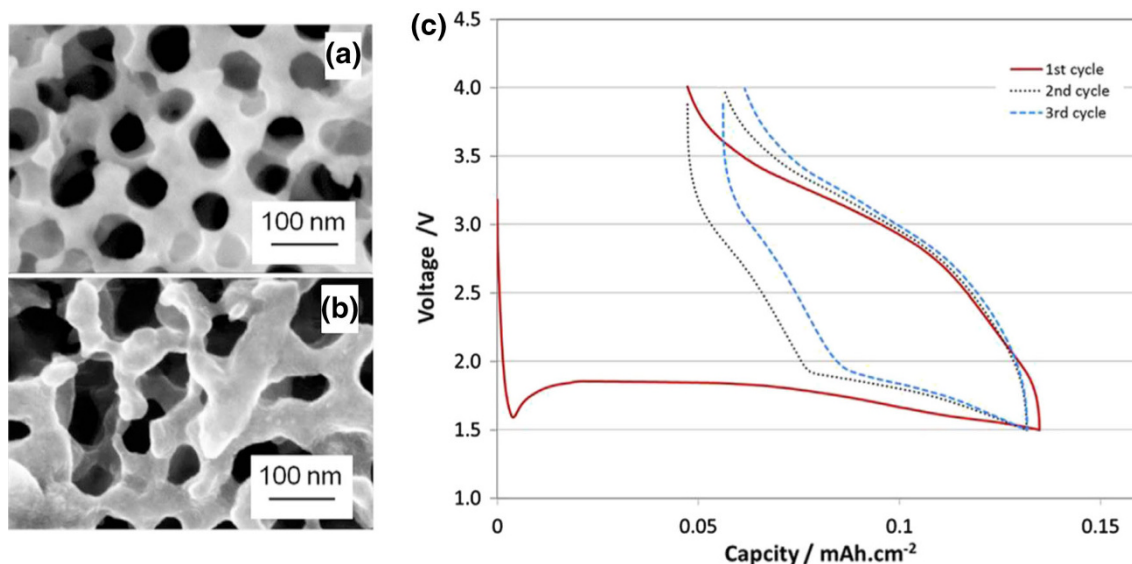 (a)
100 nm
(b)
100 nm
(c)
4.5
4.0
3.5
3.0
2.5
2.0
1.5
1.0
Voltage /V
1st cycle
2nd cycle
3rd cycle
0
0.05
0.1
0.15
Capcity / mAh.cm-2